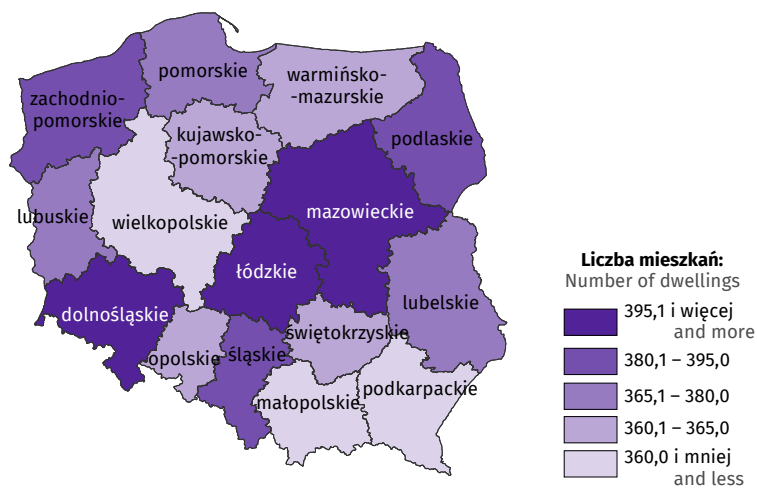 pomorskie
warmińsko-
-mazurskie
zachodnio-
pomorskie
kujawsko-
-pomorskie
podlaskie
lubuskie
wielkopolskie
mazowieckie
łódzkie
dolnośląskie
lubelskie
opolskie
śląskie
świętokrzyskie
małopolskie
podkarpackie
Liczba mieszkań:
Number of dwellings
395,1 i więcej
and more
380,1 – 395,0
365,1 – 380,0
360,1 – 365,0
360,0 i mniej
and less